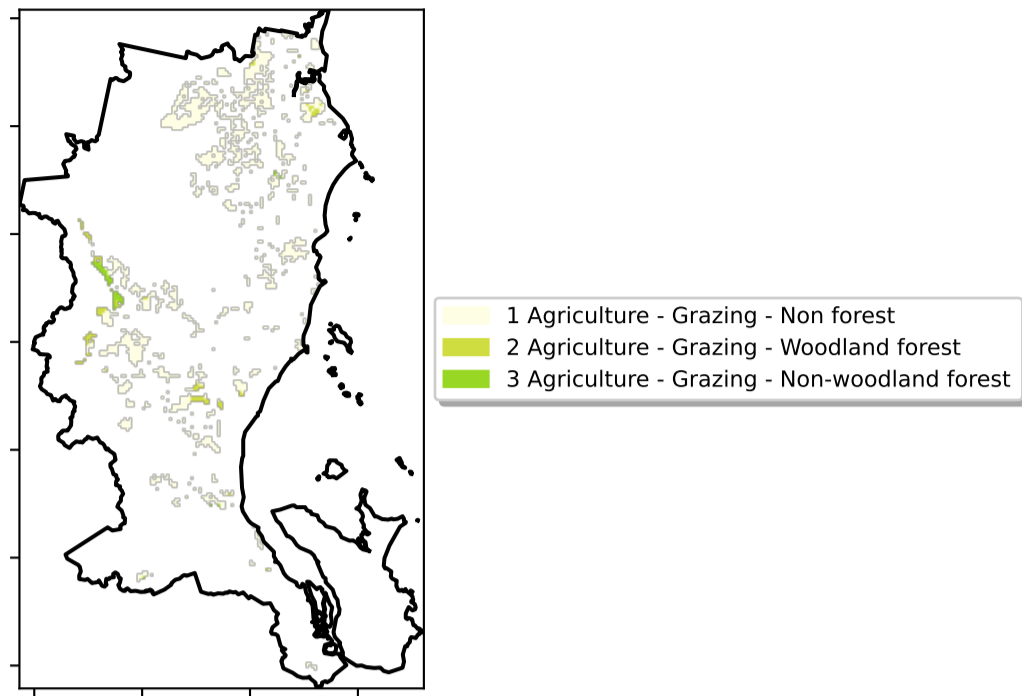 1 Agriculture - Grazing - Non forest
2 Agriculture - Grazing - Woodland forest
3 Agriculture - Grazing - Non-woodland forest